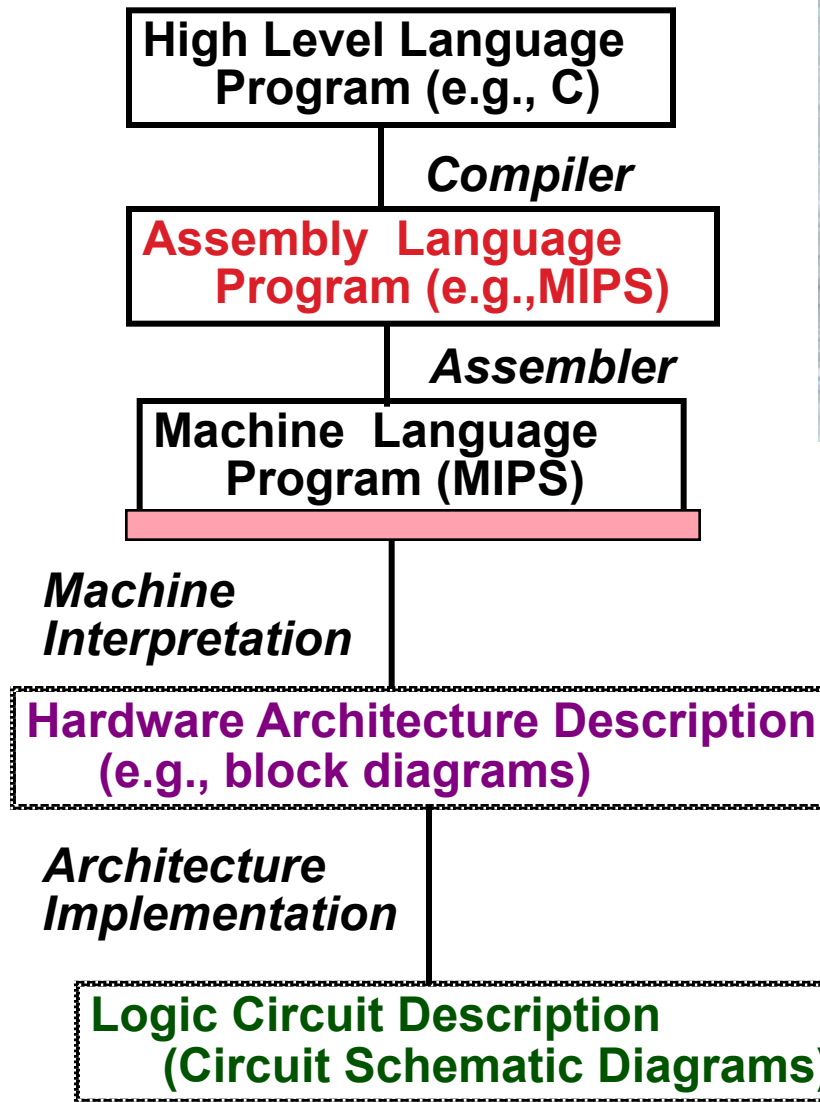 High Level Language
Program (e.g., C)
Compiler
Assembly Language
Program (e.g.,MIPS)
Assembler
Machine Language
Program (MIPS)
Machine
Interpretation
Hardware Architecture Description
(e.g., block diagrams)
Architecture
Implementation
Logic Circuit Description
(Circuit Schematic Diagrams)